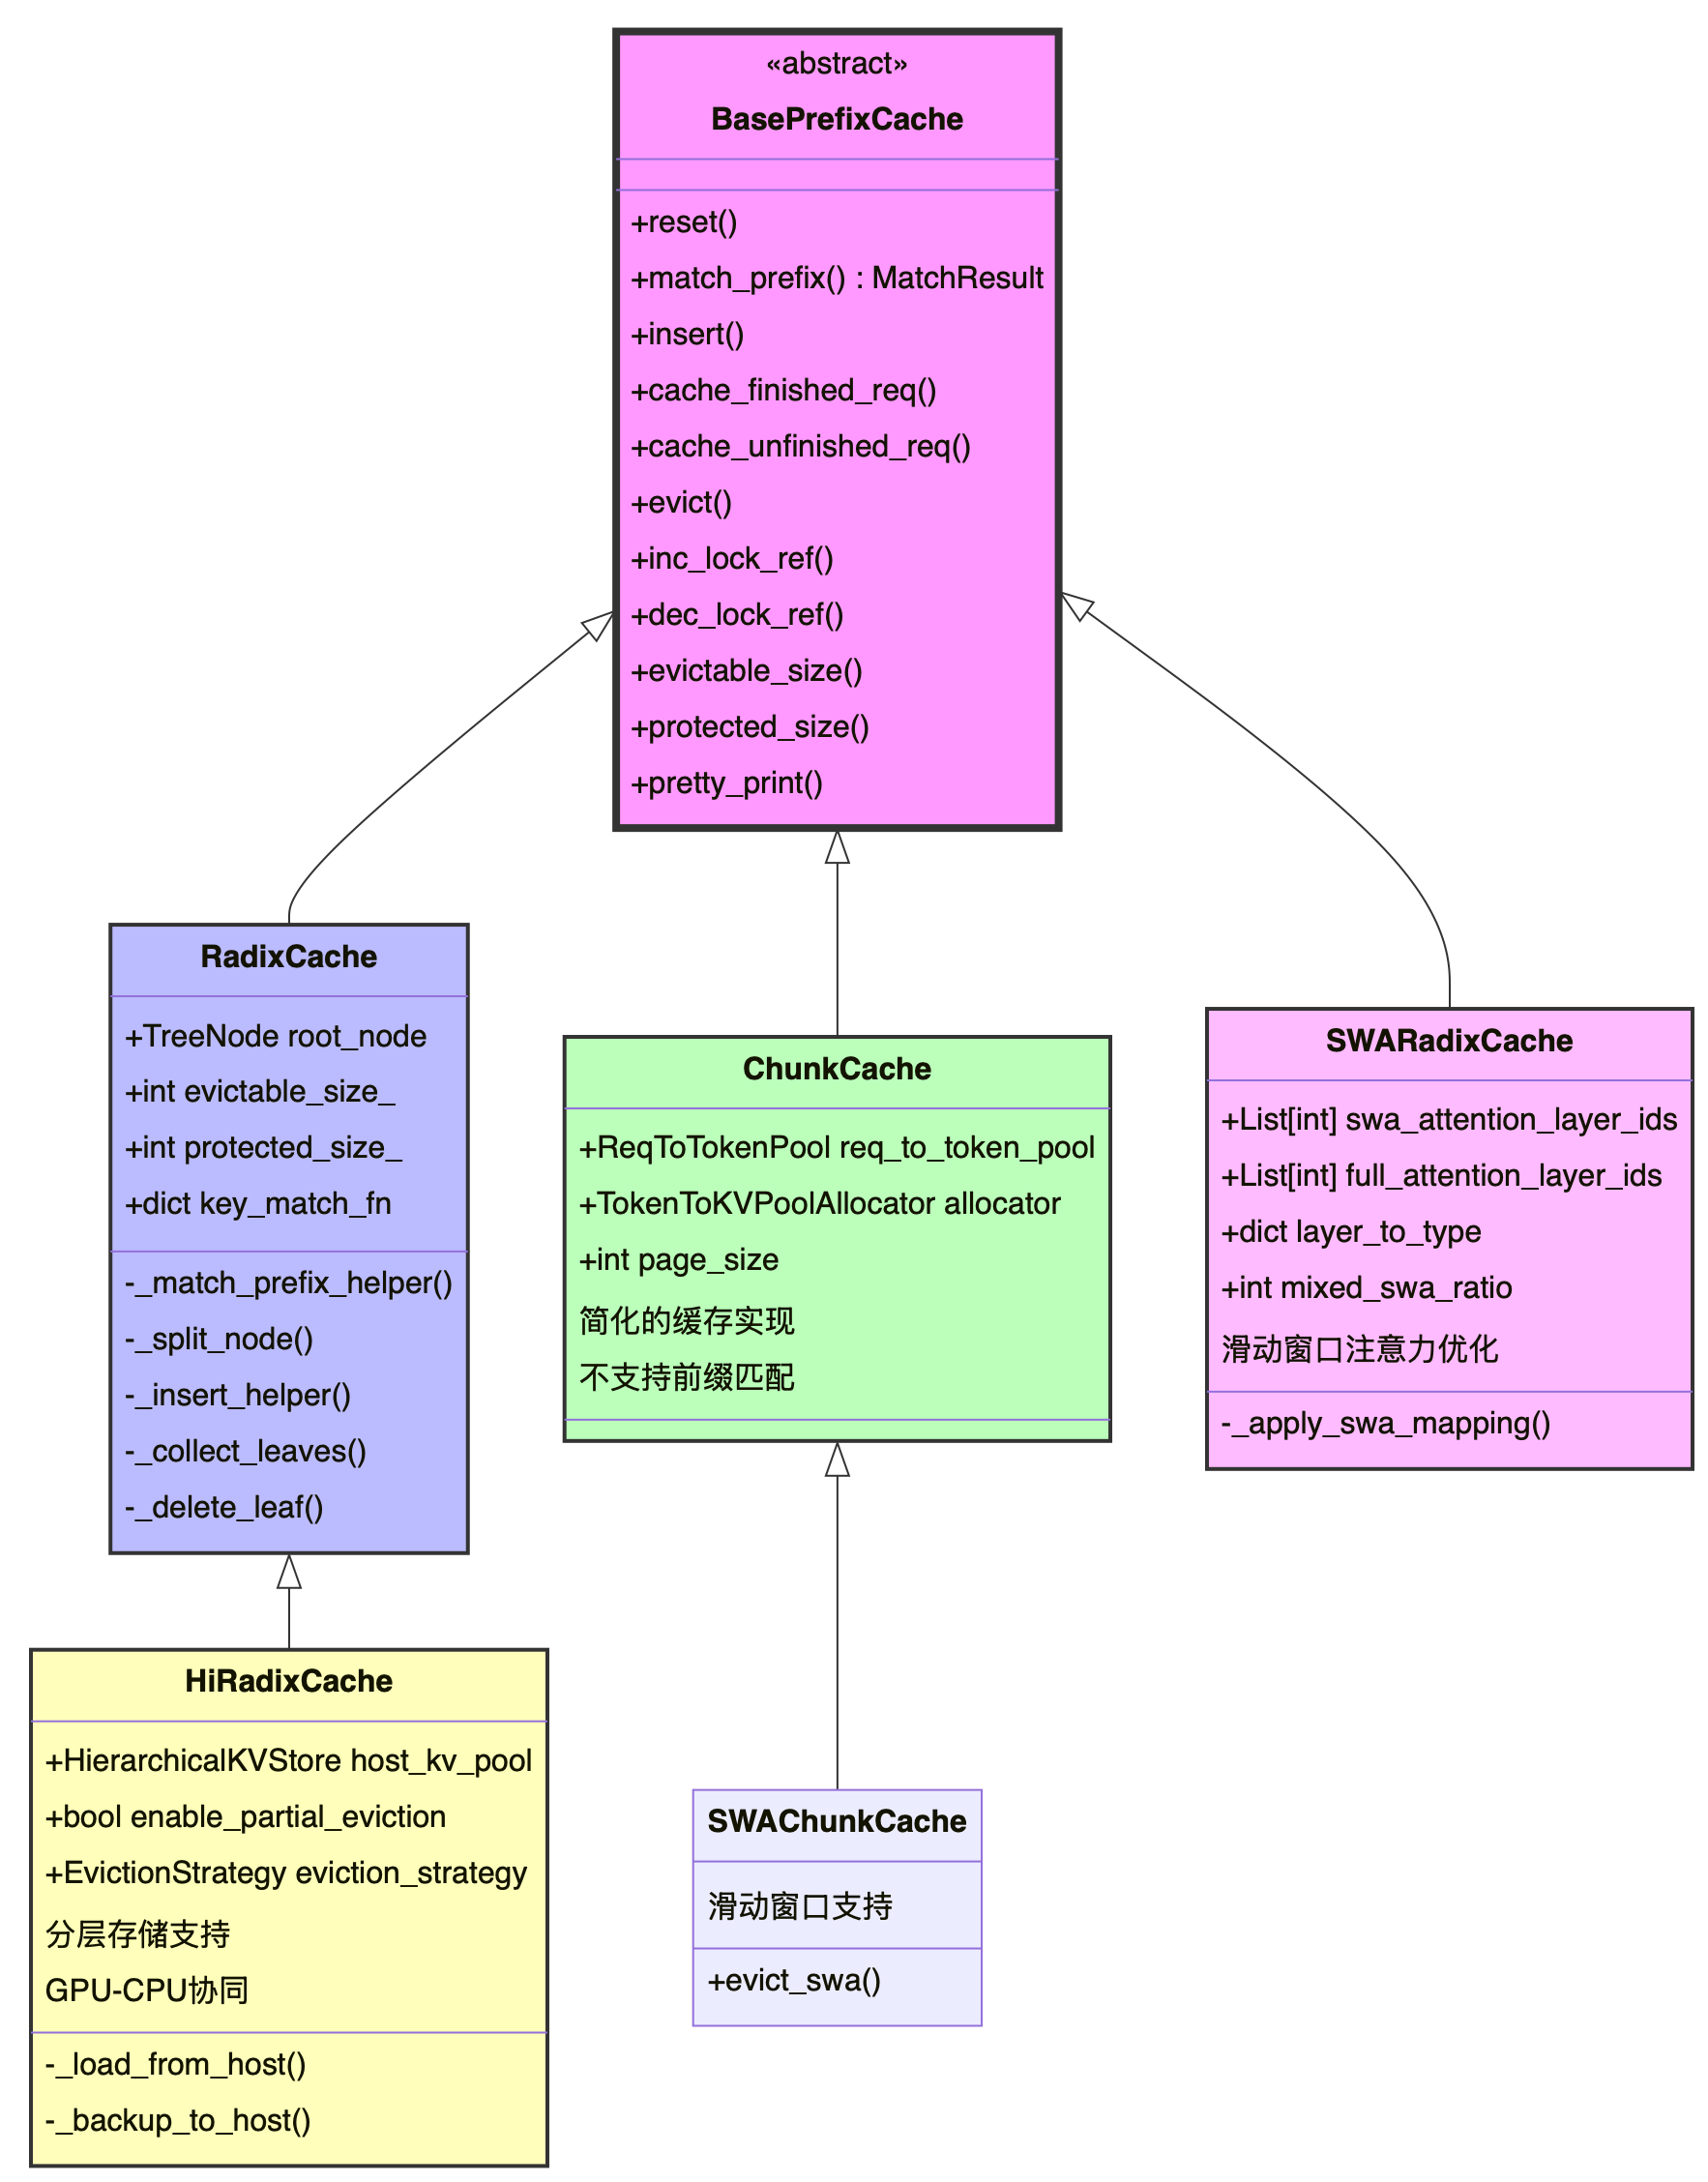 «abstract»
BasePrefixCache
+reset()
+match_prefix() : MatchResult
+insert()
+cache_finished_req()
+cache_unfinished_req()
+evict()
+inc_lock_ref()
+dec_lock_ref()
+evictable_size()
+protected_size()
+pretty_print()
RadixCache
+TreeNode root_node
+int evictable_size_
+int protected_size_
+dict key_match_fn
-_match_prefix_helper()
-_split_node()
-_insert_helper()
-_collect_leaves()
-_delete_leaf()
ChunkCache
+ReqToTokenPool req_to_token_pool
+TokenToKVPoolAllocator allocator
+int page_size
简化的缓存实现
不支持前缀匹配
SWARadixCache
+List[int] swa_attention_layer_ids
+List[int] full_attention_layer_ids
+dict layer_to_type
+int mixed_swa_ratio
滑动窗口注意力优化
-_apply_swa_mapping()
HiRadixCache
+HierarchicalKVStore host_kv_pool
+bool enable_partial_eviction
+EvictionStrategy eviction_strategy
分层存储支持
GPU-CPU协同
-_load_from_host()
-_backup_to_host()
SWAChunkCache
滑动窗口支持
+evict_swa()